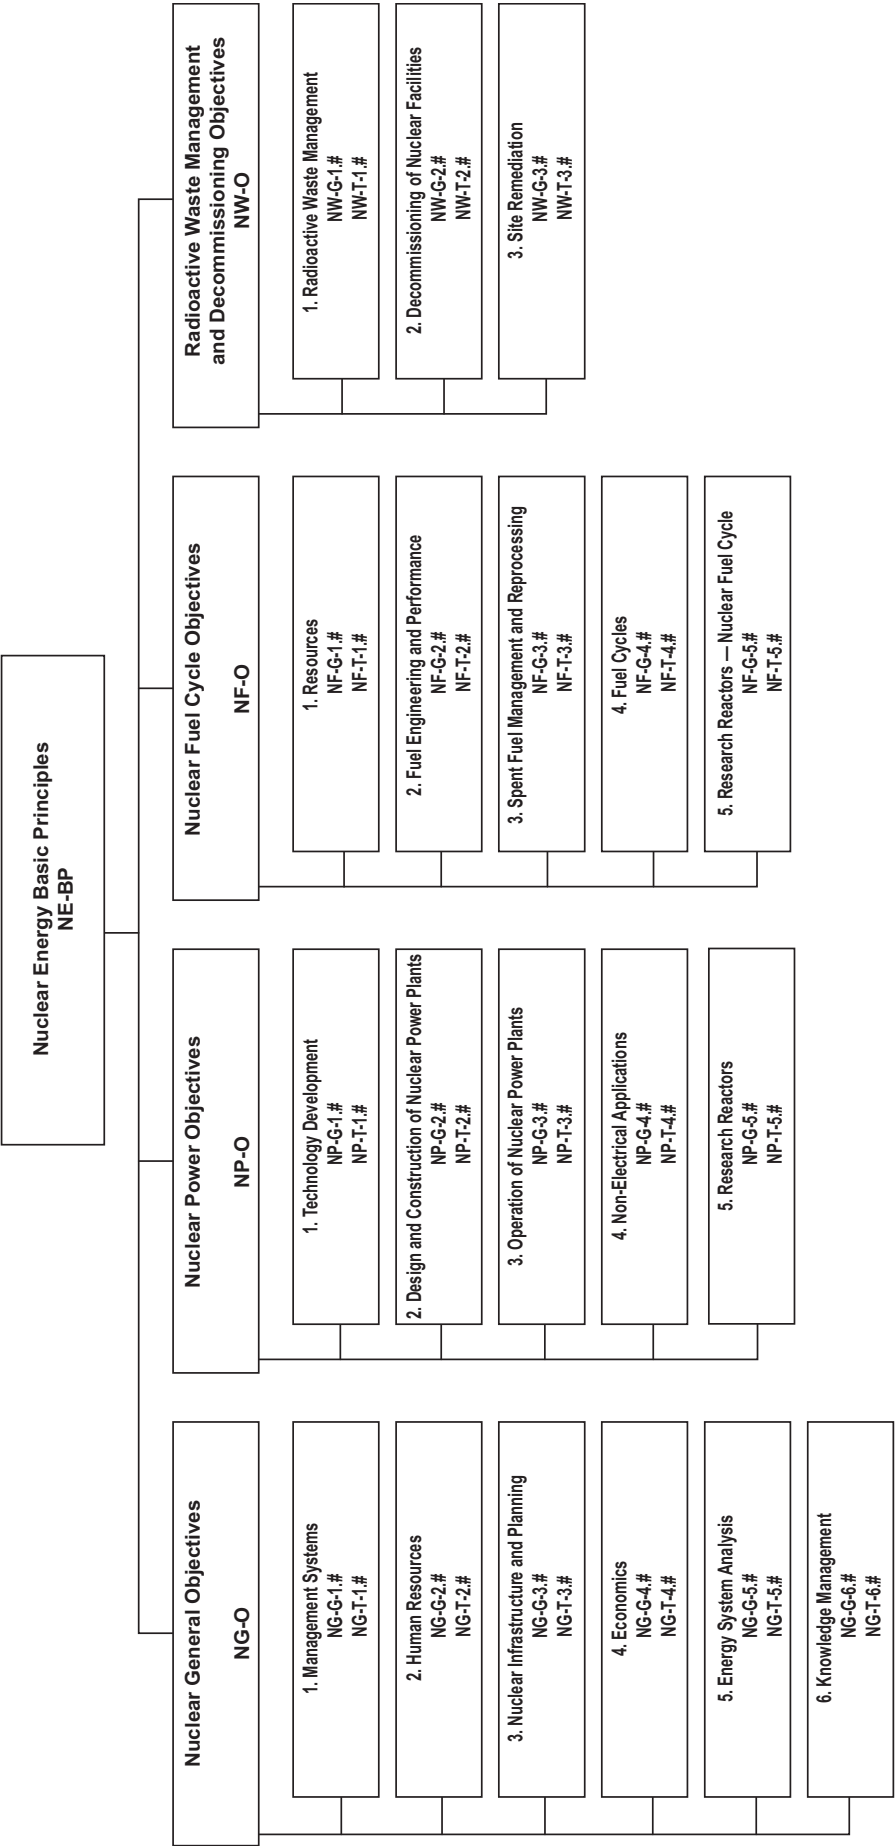 Nuclear Energy Basic Principles
NE-BP
Nuclear General Objectives
NG-O
1. Management Systems
NG-G-1.#
NG-T-1.#
2. Human Resources
NG-G-2.#
NG-T-2.#
3. Nuclear Infrastructure and Planning
NG-G-3.#
NG-T-3.#
4. Economics
NG-G-4.#
NG-T-4.#
5. Energy System Analysis
NG-G-5.#
NG-T-5.#
6. Knowledge Management
NG-G-6.#
NG-T-6.#
Nuclear Power Objectives
NP-O
1. Technology Development
NP-G-1.#
NP-T-1.#
2. Design and Construction of Nuclear Power Plants
NP-G-2.#
NP-T-2.#
3. Operation of Nuclear Power Plants
NP-G-3.#
NP-T-3.#
4. Non-Electrical Applications
NP-G-4.#
NP-T-4.#
5. Research Reactors
NP-G-5.#
NP-T-5.#
Nuclear Fuel Cycle Objectives
NF-O
1. Resources
NF-G-1.#
NF-T-1.#
2. Fuel Engineering and Performance
NF-G-2.#
NF-T-2.#
3. Spent Fuel Management and Reprocessing
NF-G-3.#
NF-T-3.#
4. Fuel Cycles
NF-G-4.#
NF-T-4.#
5. Research Reactors — Nuclear Fuel Cycle
NF-G-5.#
NF-T-5.#
Radioactive Waste Management
and Decommissioning Objectives
NW-O
1. Radioactive Waste Management
NW-G-1.#
NW-T-1.#
2. Decommissioning of Nuclear Facilities
NW-G-2.#
NW-T-2.#
3. Site Remediation
NW-G-3.#
NW-T-3.#